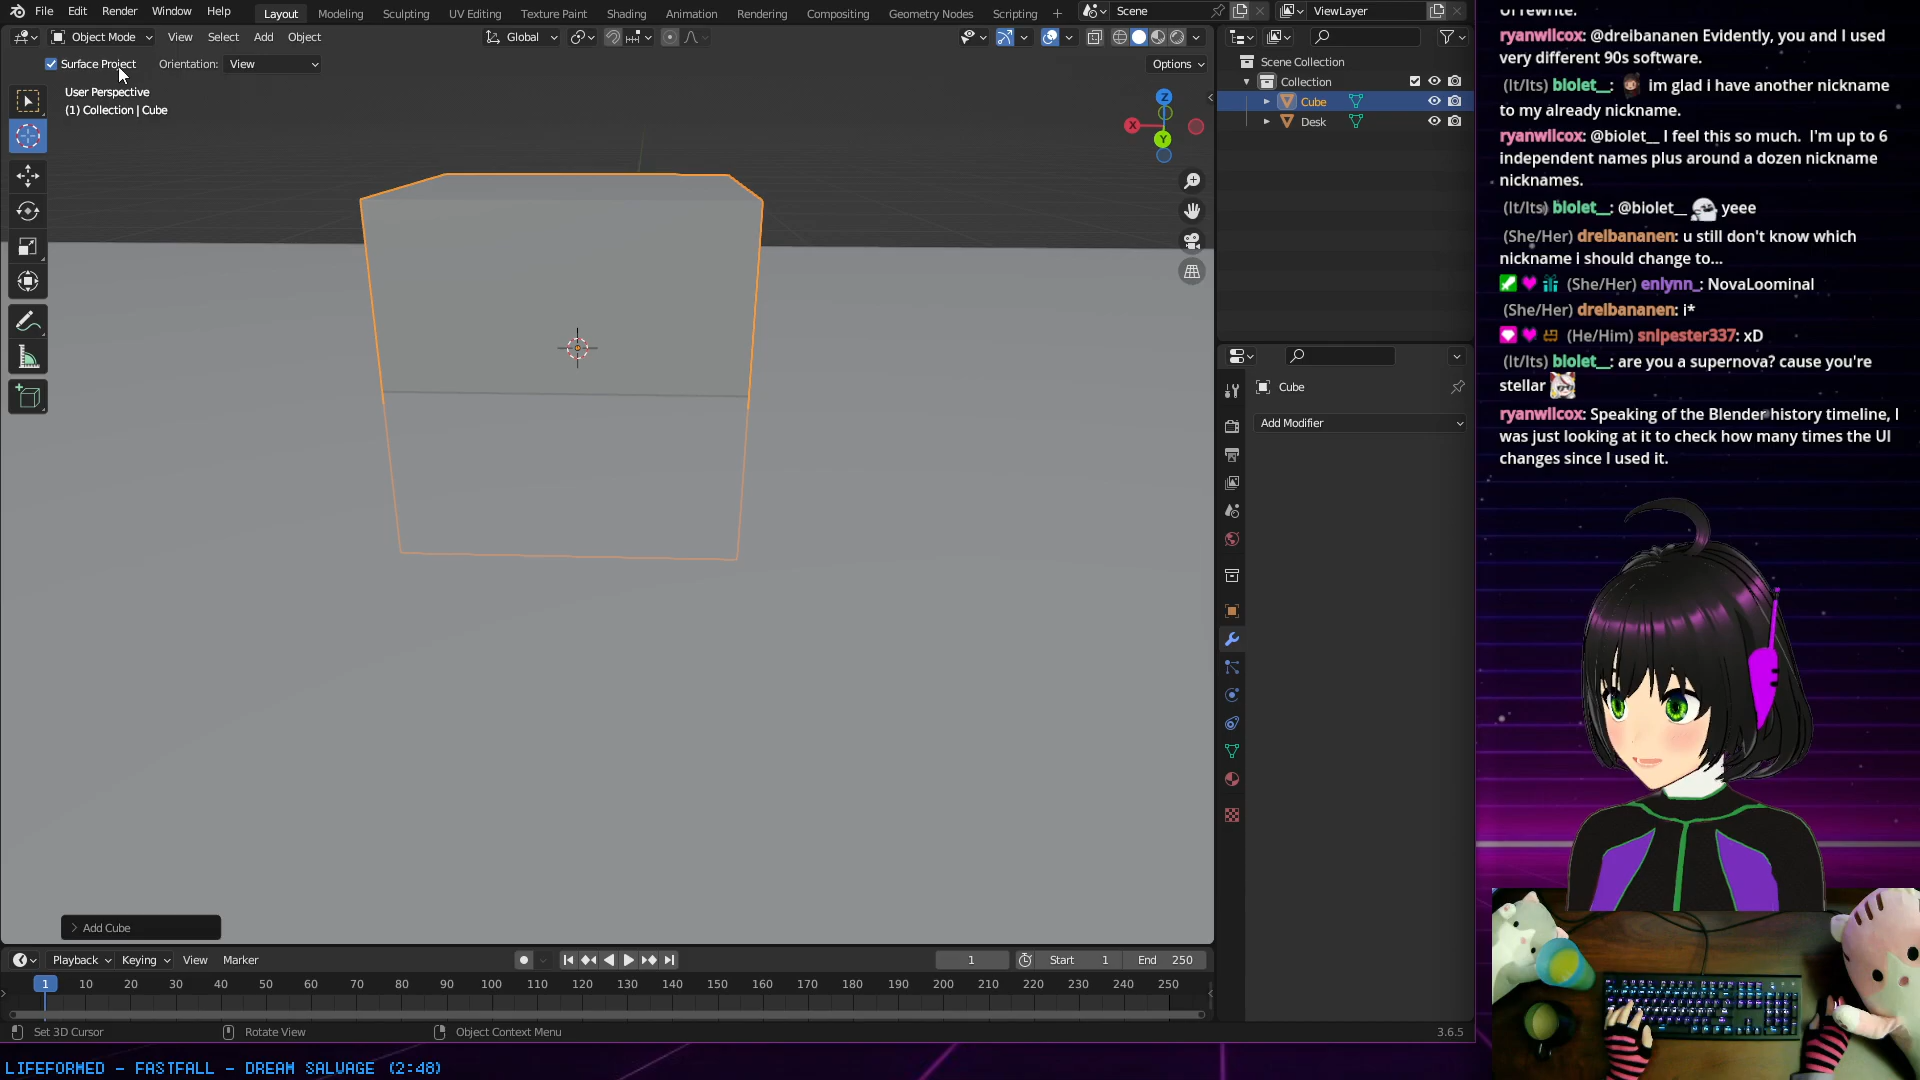 File Edit Render Window Help Layout Modeling Sculpting UV Editing Texture Paint Shading Animation Rendering Compositing Geometry Nodes Scripting + Scene ViewLayer
Object Mode View Select Add Object Global
Surface Project Orientation: View Options
User Perspective
(1) Collection | Cube
Z
X
Y
Scene Collection
Collection
Cube
Desk
Cube
Add Modifier
Add Cube
Playback Keying View Marker 1 Start 1 End 250
1 10 20 30 40 50 60 70 80 90 100 110 120 130 140 150 160 170 180 190 200 210 220 230 240 250
Set 3D Cursor Rotate View Object Context Menu 3.6.5
LIFEFORMED - FASTFALL - DREAM SALVAGE (2:48)
UI rewrite.
ryanwilcox: @dreibananen Evidently, you and I used
very different 90s software.
(It/Its) biolet__: im glad i have another nickname
to my already nickname.
ryanwilcox: @biolet__ I feel this so much. I'm up to 6
independent names plus around a dozen nickname
nicknames.
(It/Its) biolet__: @biolet__ yeee
(She/Her) dreibananen: u still don't know which
nickname i should change to...
(She/Her) enlynn_: NovaLoominal
(She/Her) dreibananen: i*
(He/Him) snipester337: xD
(It/Its) biolet__: are you a supernova? cause you're
stellar
ryanwilcox: Speaking of the Blender history timeline, I
was just looking at it to check how many times the UI
changes since I used it.